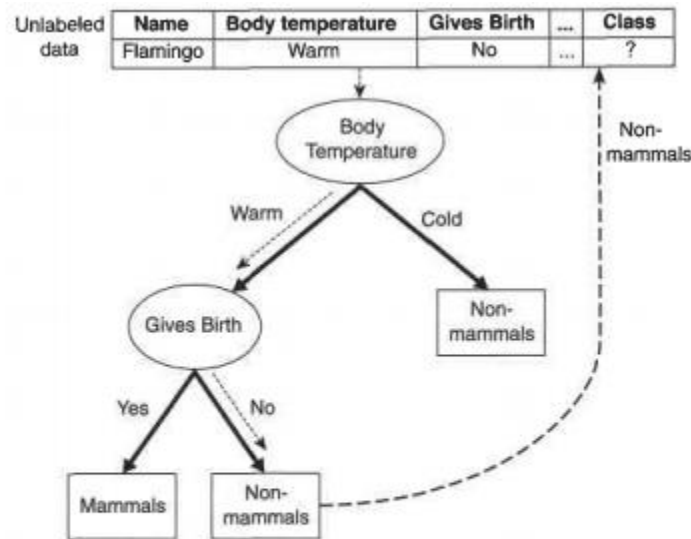 Unlabeled data
Name Body temperature Gives Birth ... Class
Flamingo Warm No ... ?
Body
Temperature
Non-
mammals
Warm
Cold
Gives Birth
Non-
mammals
Yes
No
Mammals
Non-
mammals